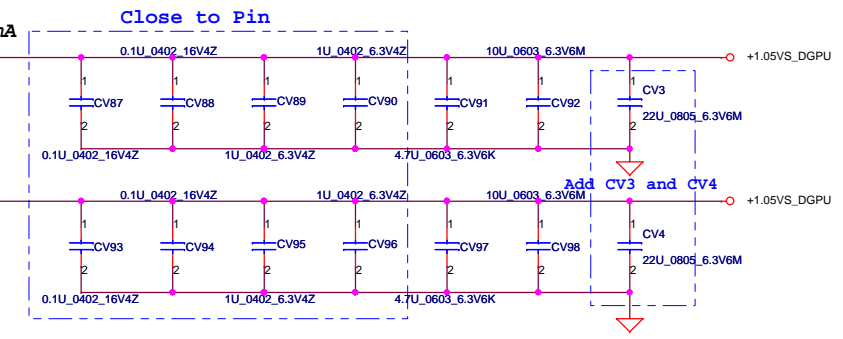 Close to Pin
mA
0.1U_0402_16V4Z 1U_0402_6.3V4Z 10U_0603_6.3V6M +1.05VS_DGPU
1 1 1 1 1 1 1
CV87 CV88 CV89 CV90 CV91 CV92 CV3
22U_0805_6.3V6M
2 2 2 2 2 2 2
0.1U_0402_16V4Z 1U_0402_6.3V4Z 4.7U_0603_6.3V6K
Add CV3 and CV4
0.1U_0402_16V4Z 1U_0402_6.3V4Z 10U_0603_6.3V6M +1.05VS_DGPU
1 1 1 1 1 1 1
CV93 CV94 CV95 CV96 CV97 CV98 CV4
22U_0805_6.3V6M
2 2 2 2 2 2 2
0.1U_0402_16V4Z 1U_0402_6.3V4Z 4.7U_0603_6.3V6K